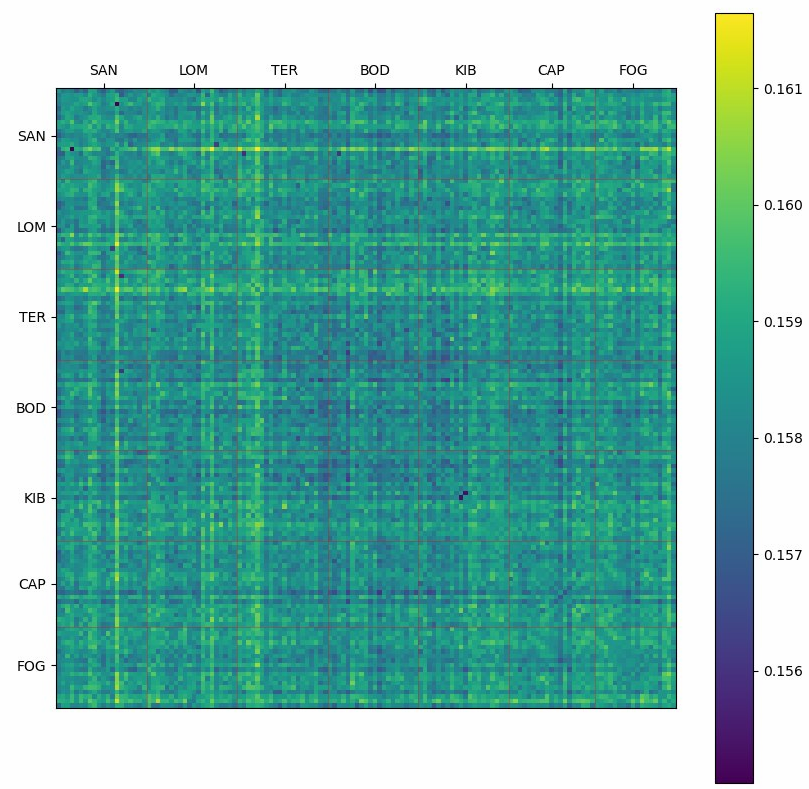 SAN LOM TER BOD KIB CAP FOG
SAN
LOM
TER
BOD
KIB
CAP
FOG
0.161
0.160
0.159
0.158
0.157
0.156